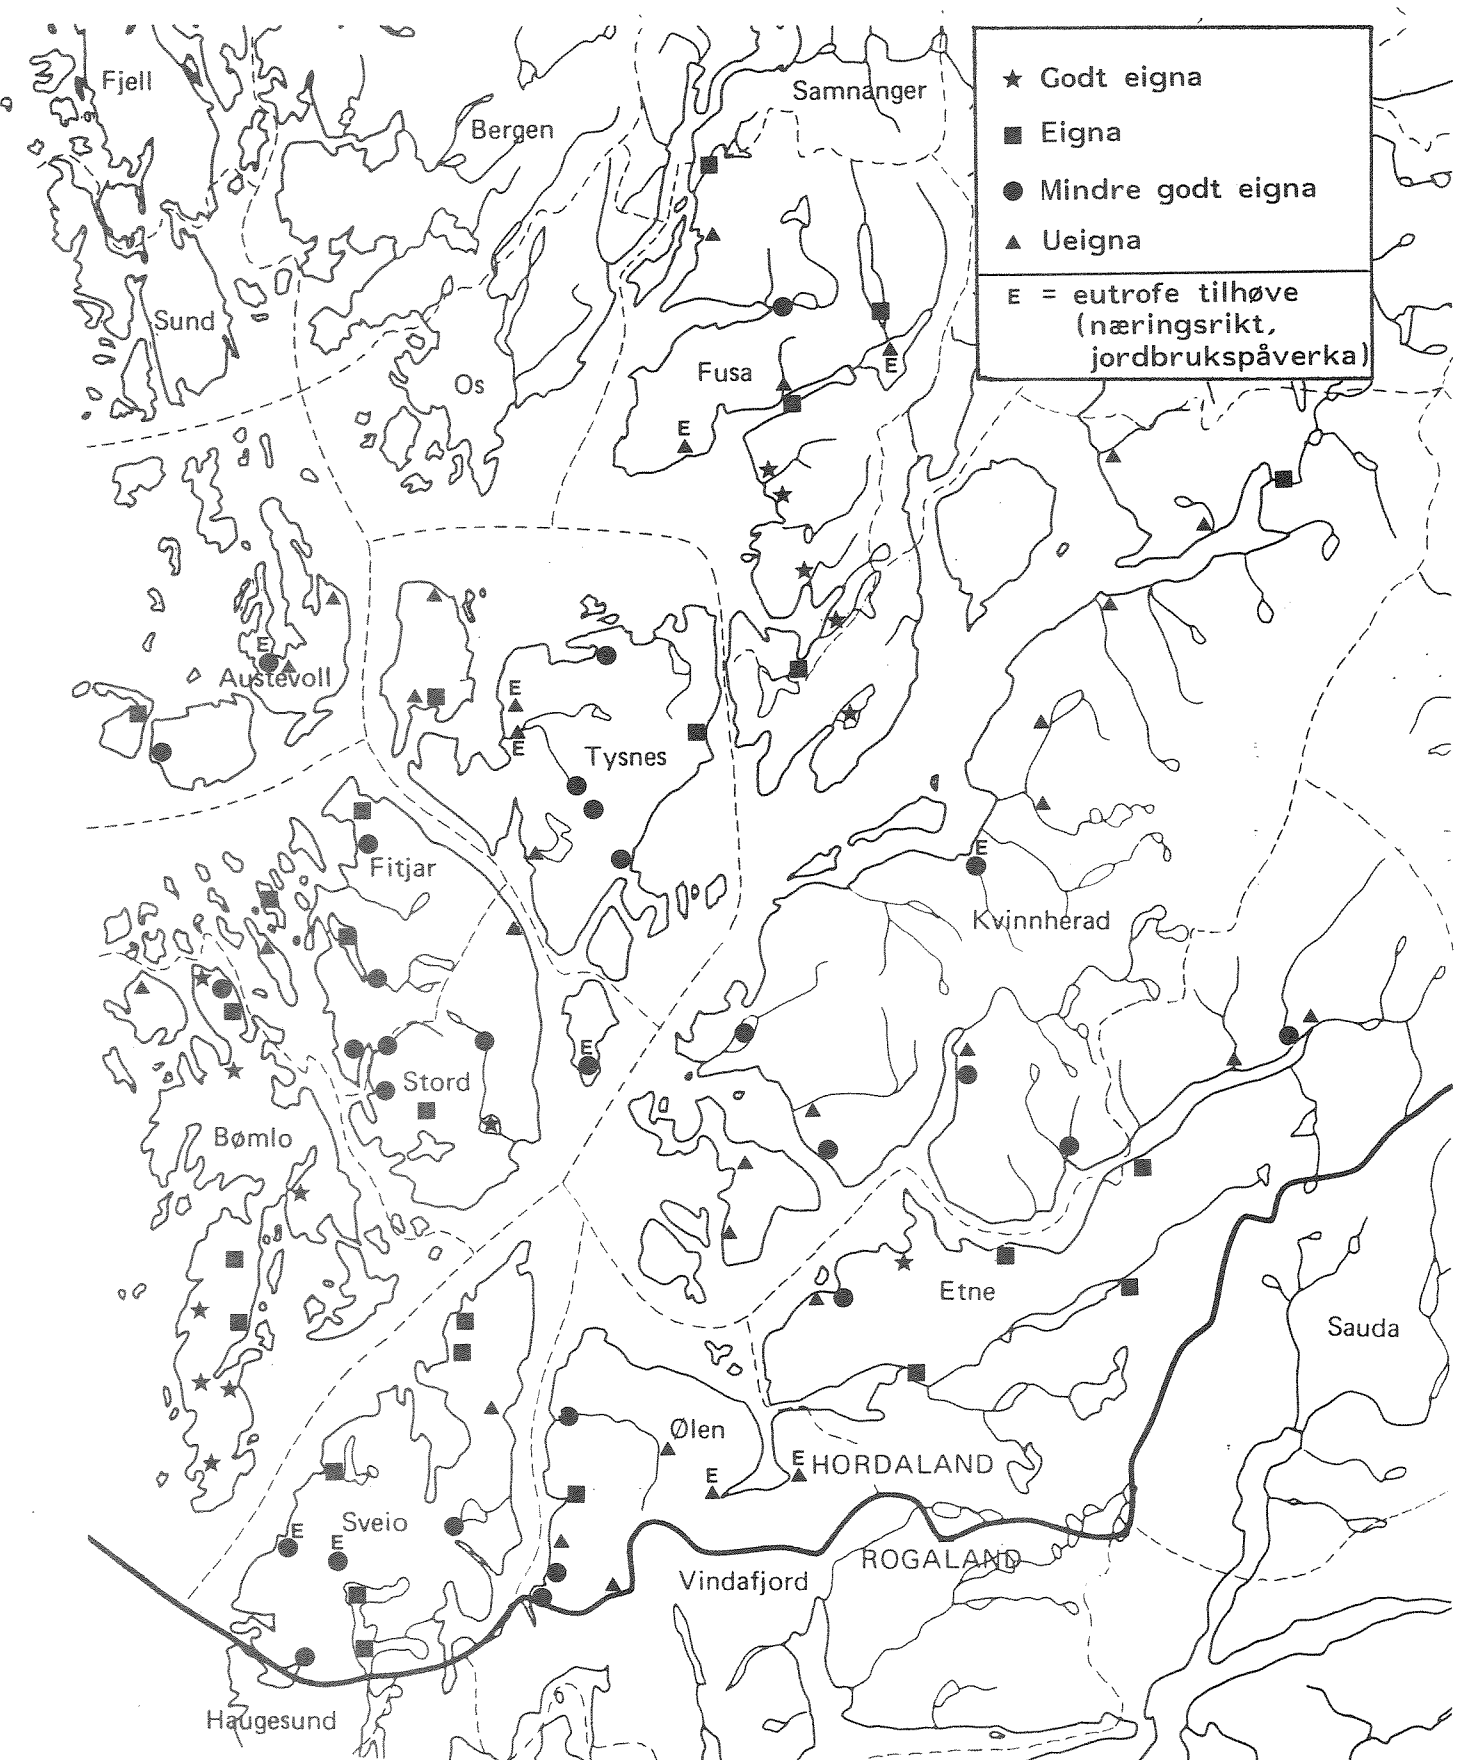 Fjell
Bergen
Samnanger
★ Godt eigna
■ Eigna
● Mindre godt eigna
▲ Ueigna
E = eutrofe tilhøve
(næringsrikt,
jordbrukspåverka)
Sund
Os
Fusa
E
E
E
Austevoll
E
E
Tysnes
Fitjar
E
Kvinnherad
E
Stord
Bømlo
Etne
Sauda
Ølen
E
E
HORDALAND
Sveio
E
E
ROGALAND
Vindafjord
Haugesund